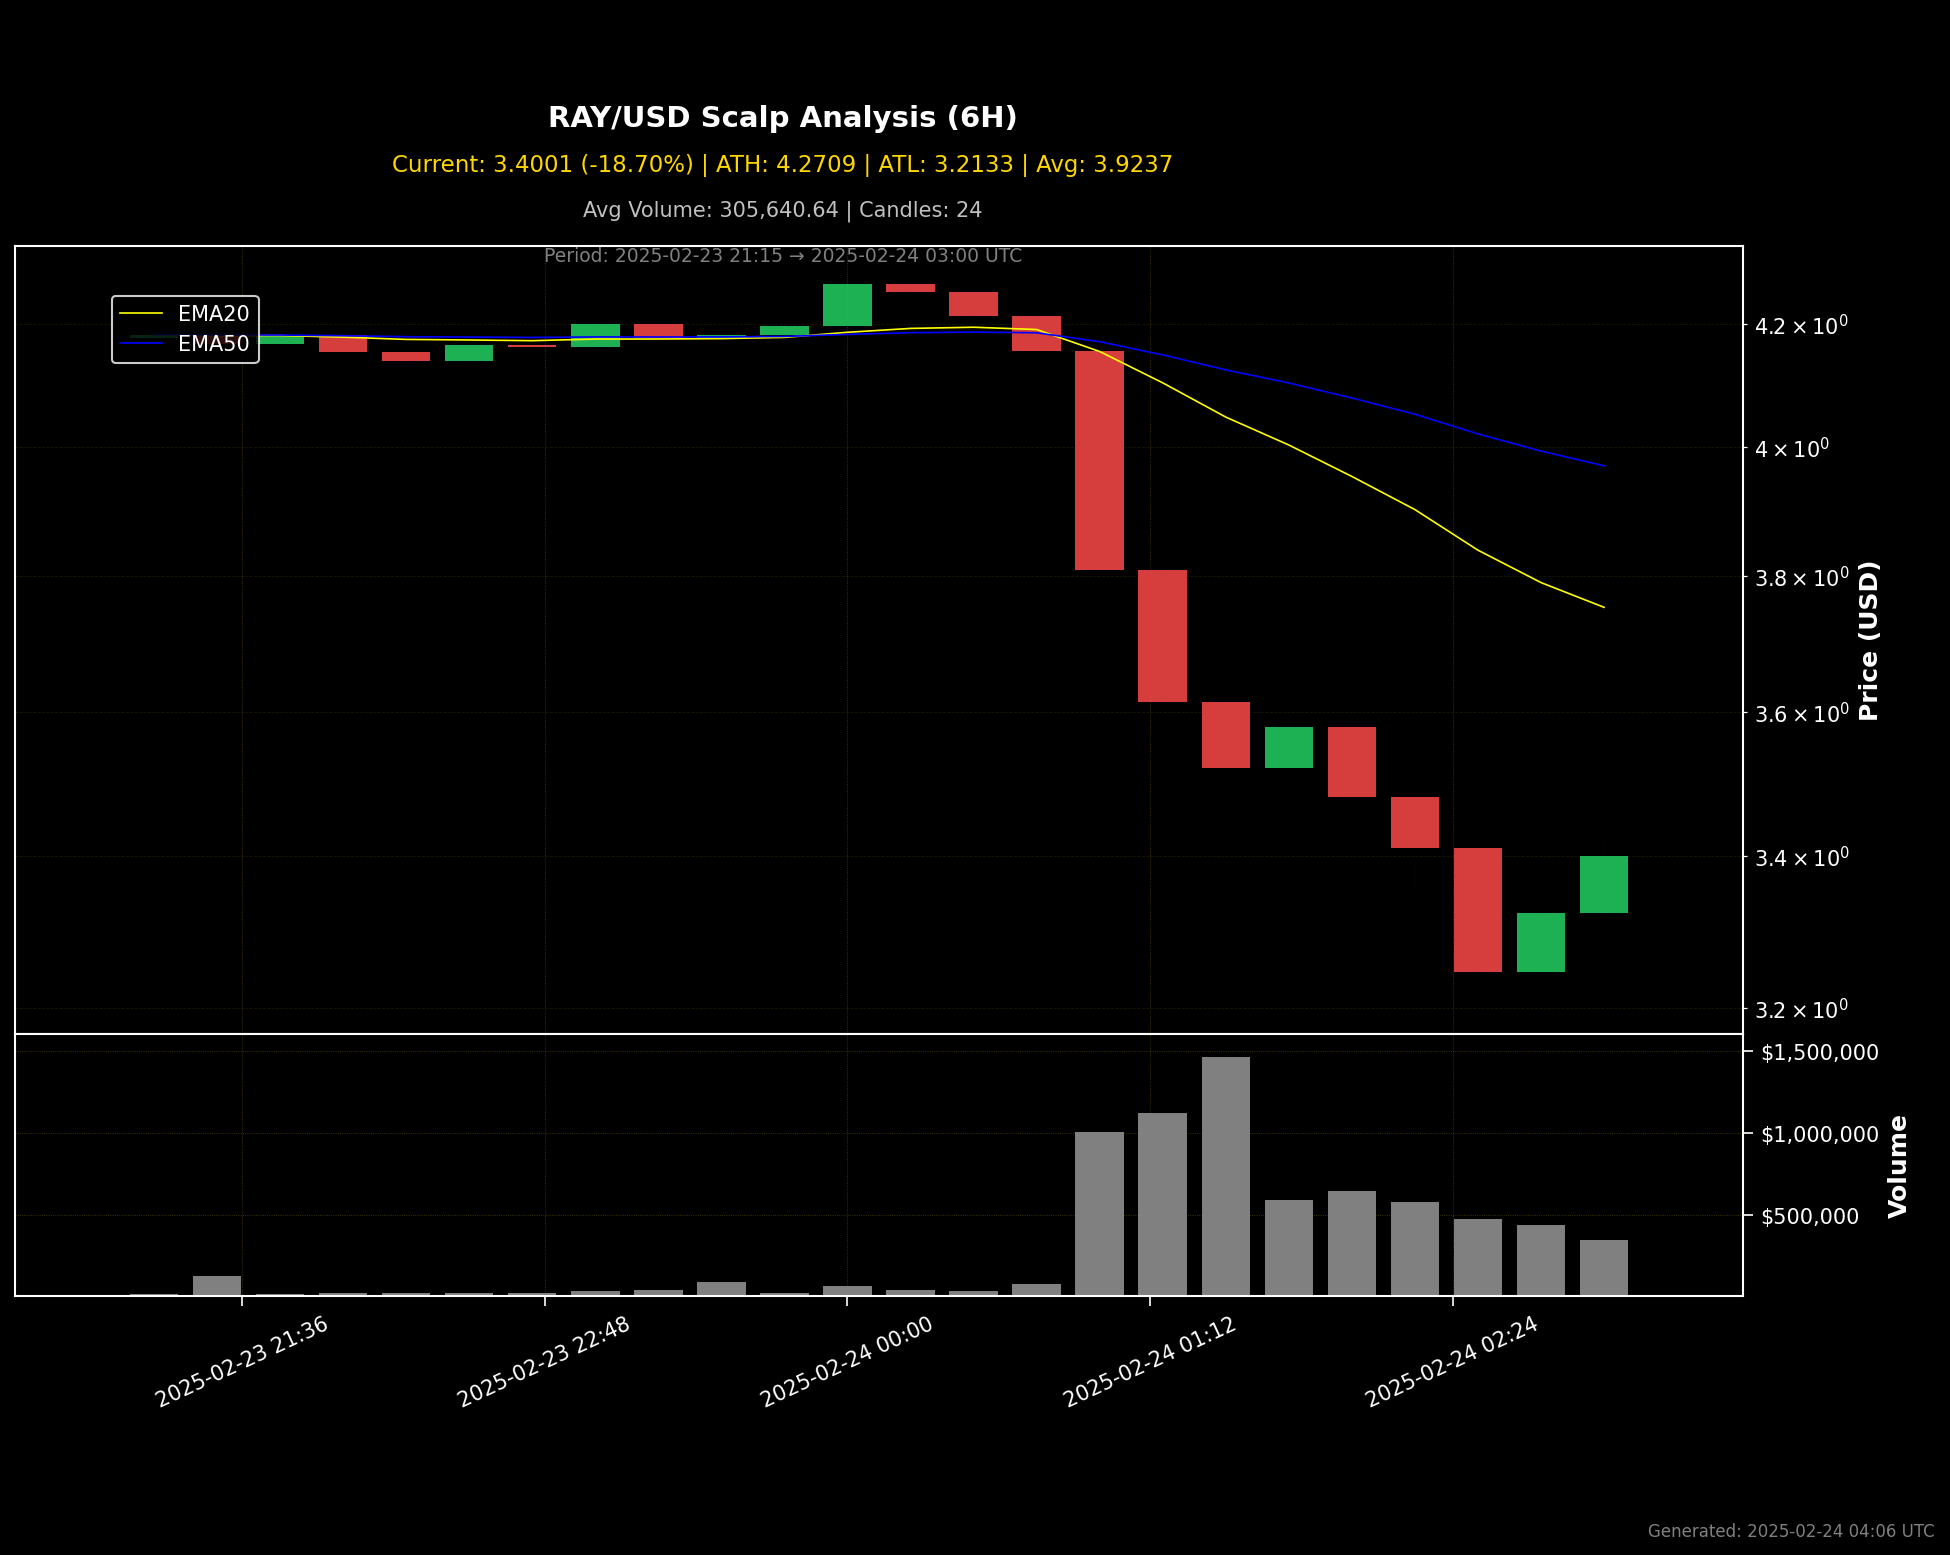 RAY/USD Scalp Analysis (6H)
Current: 3.4001 (-18.70%) | ATH: 4.2709 | ATL: 3.2133 | Avg: 3.9237
Avg Volume: 305,640.64 | Candles: 24
Period: 2025-02-23 21:15 → 2025-02-24 03:00 UTC
EMA20
EMA50
4.2 × 10⁰
4 × 10⁰
3.8 × 10⁰
3.6 × 10⁰
3.4 × 10⁰
3.2 × 10⁰
Price (USD)
$1,500,000
$1,000,000
$500,000
Volume
2025-02-23 21:36
2025-02-23 22:48
2025-02-24 00:00
2025-02-24 01:12
2025-02-24 02:24
Generated: 2025-02-24 04:06 UTC